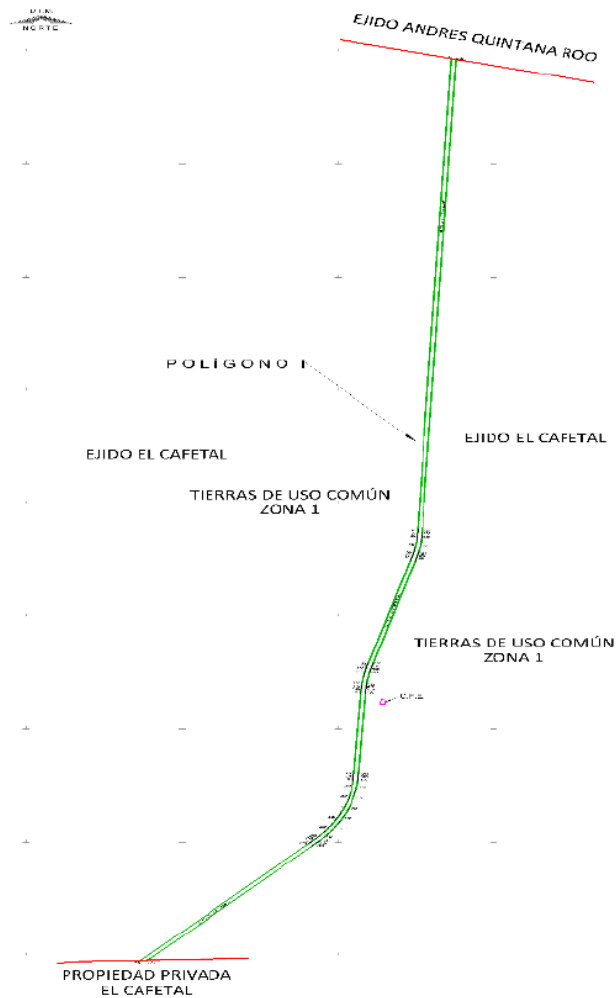 U.T.M.
NORTE
EJIDO ANDRES QUINTANA ROO
POLÍGONO I
EJIDO EL CAFETAL
EJIDO EL CAFETAL
TIERRAS DE USO COMÚN
ZONA 1
TIERRAS DE USO COMÚN
ZONA 1
C.F.E.
PROPIEDAD PRIVADA
EL CAFETAL